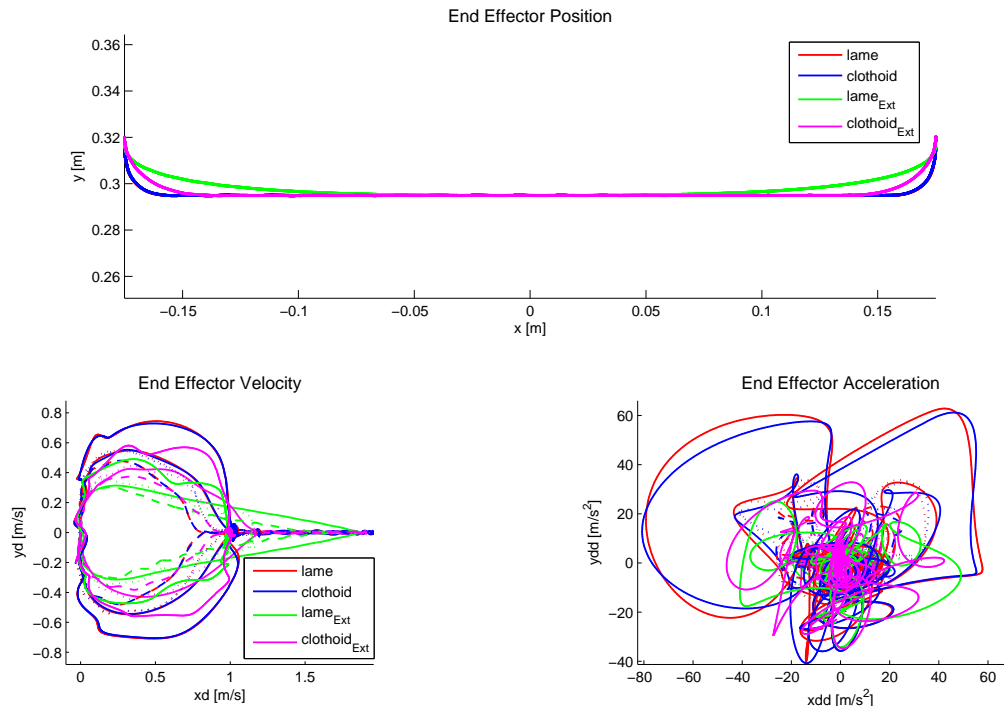 End Effector Position
0.36
0.34
0.32
0.3
0.28
0.26
y [m]
−0.15
−0.1
−0.05
0
0.05
0.1
0.15
x [m]
lame
clothoid
lame_Ext
clothoid_Ext
End Effector Velocity
0.8
0.6
0.4
0.2
0
−0.2
−0.4
−0.6
−0.8
yd [m/s]
0
0.5
1
1.5
xd [m/s]
lame
clothoid
lame_Ext
clothoid_Ext
End Effector Acceleration
60
40
20
0
−20
−40
ydd [m/s²]
−80
−60
−40
−20
0
20
40
60
xdd [m/s²]